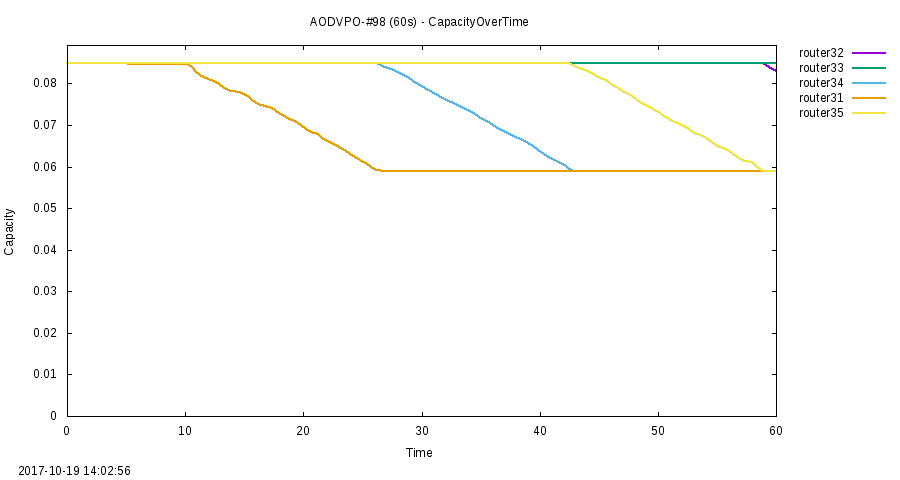 AODVPO-#98 (60s) - CapacityOverTime
router32
router33
router34
router31
router35
0.08
0.07
0.06
0.05
0.04
0.03
0.02
0.01
0
Capacity
0 10 20 30 40 50 60
Time
2017-10-19 14:02:56